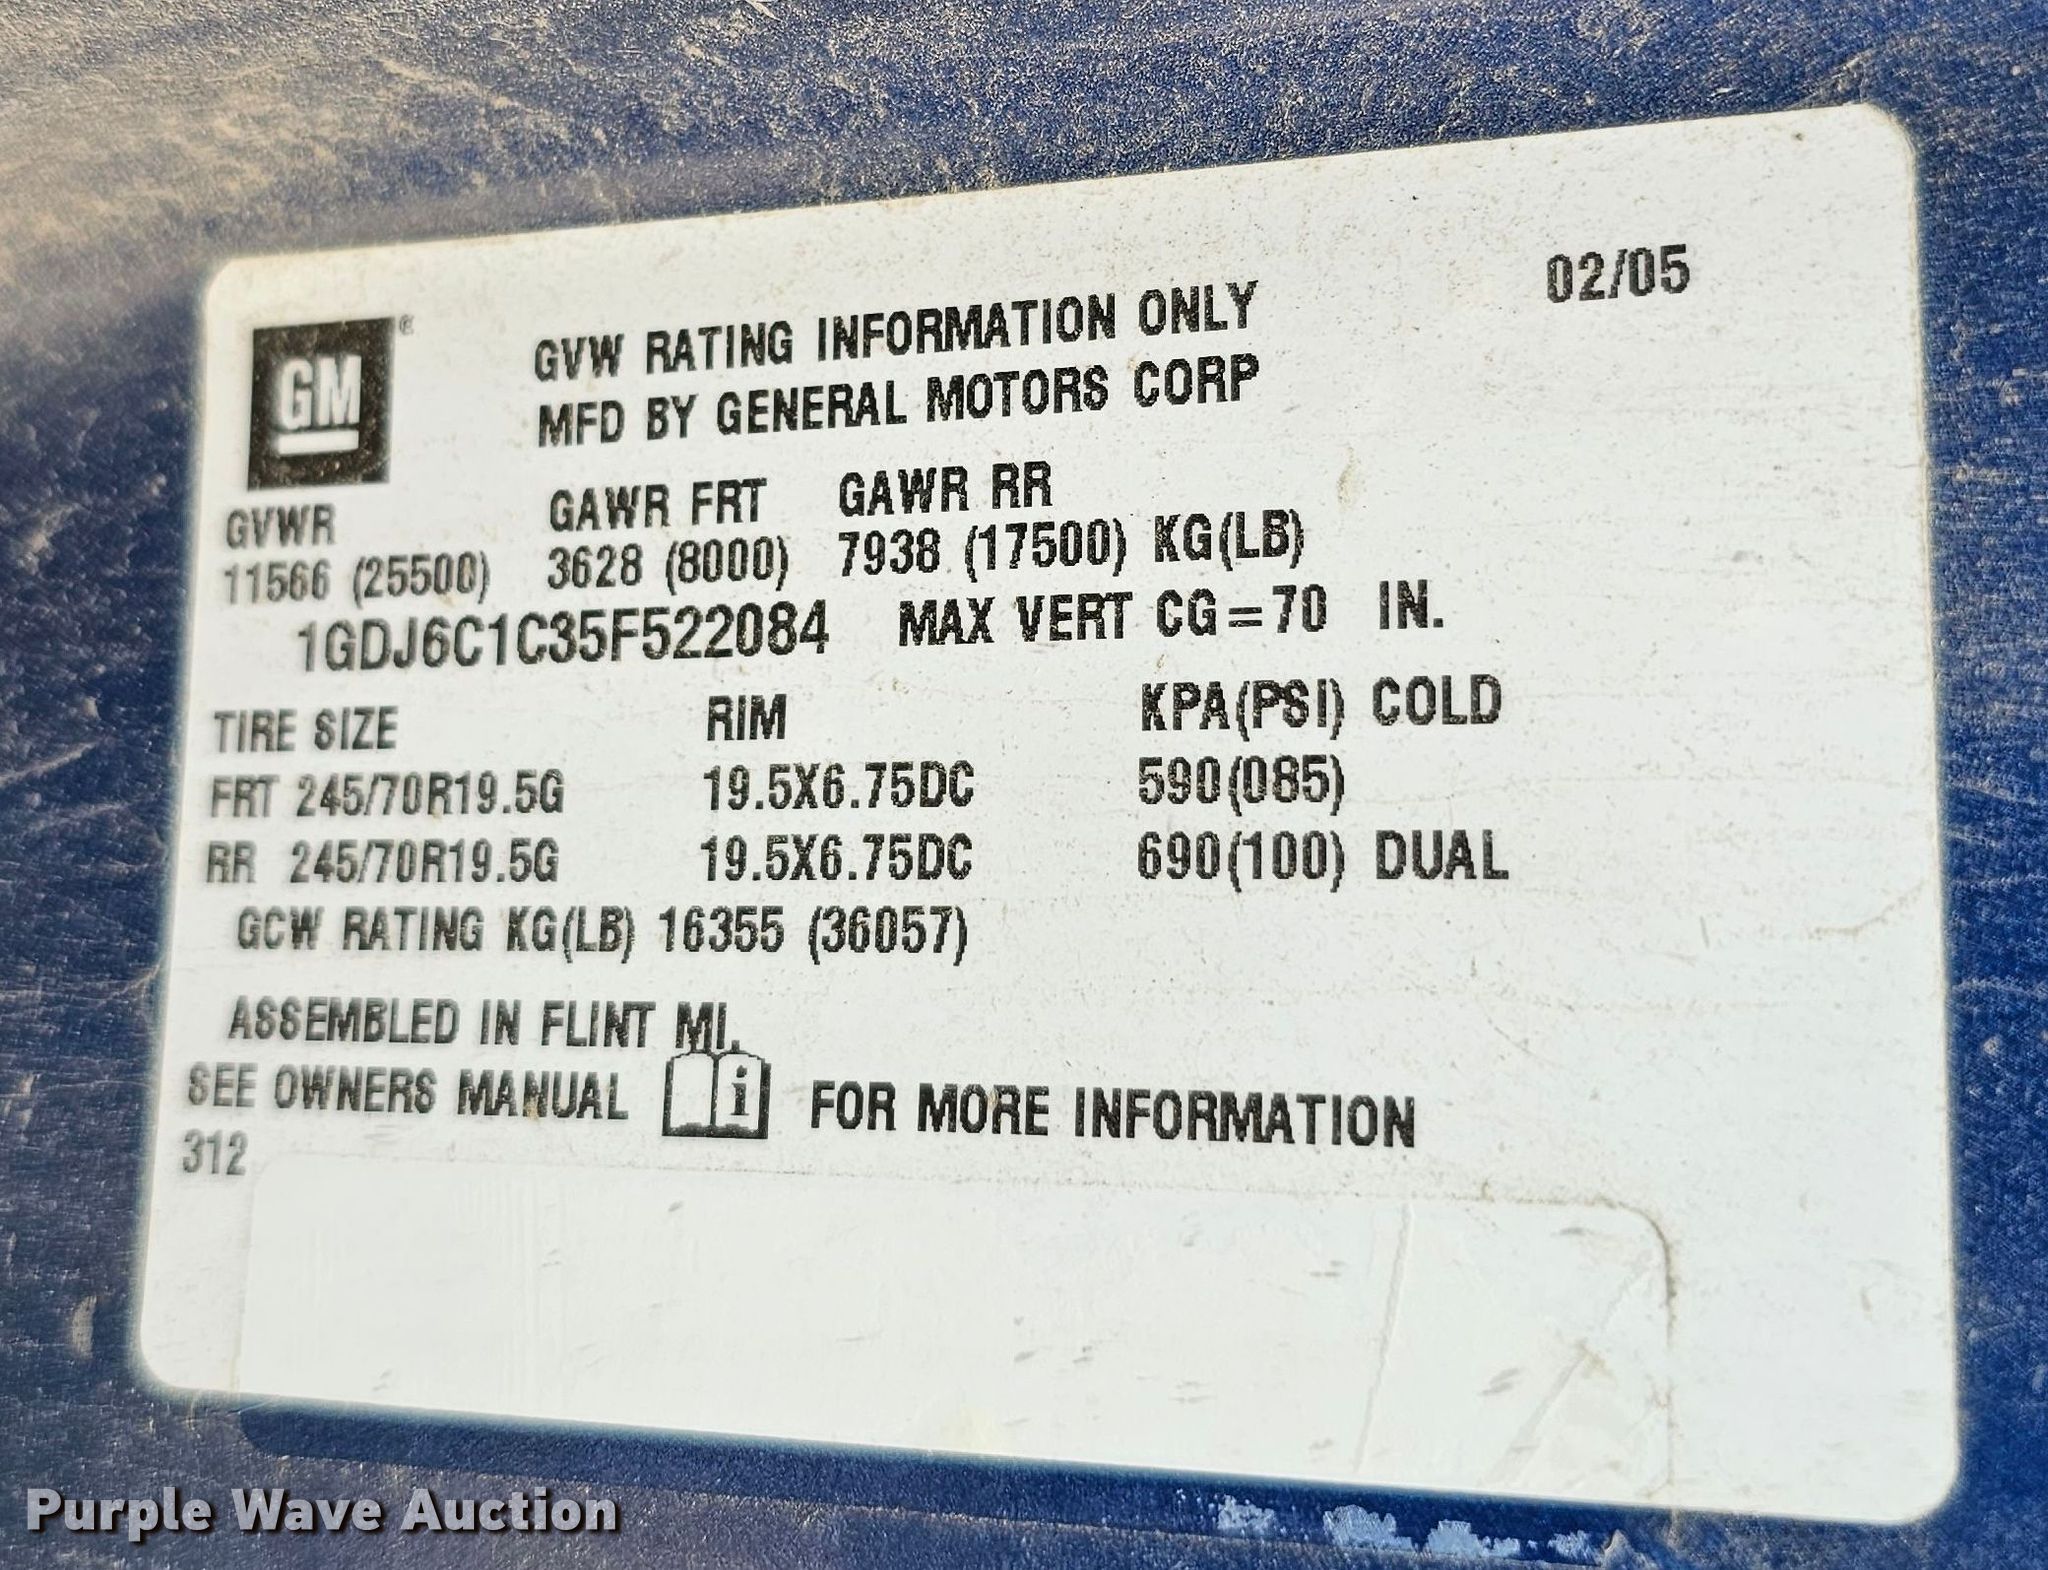 02/05
GM®
GVW RATING INFORMATION ONLY
MFD BY GENERAL MOTORS CORP
GVWR GAWR FRT GAWR RR
11566 (25500) 3628 (8000) 7938 (17500) KG(LB)
1GDJ6C1C35F522084 MAX VERT CG=70 IN.
TIRE SIZE RIM KPA(PSI) COLD
FRT 245/70R19.5G 19.5X6.75DC 590(085)
RR 245/70R19.5G 19.5X6.75DC 690(100) DUAL
GCW RATING KG(LB) 16355 (36057)
ASSEMBLED IN FLINT MI.
SEE OWNERS MANUAL i FOR MORE INFORMATION
312
Purple Wave Auction